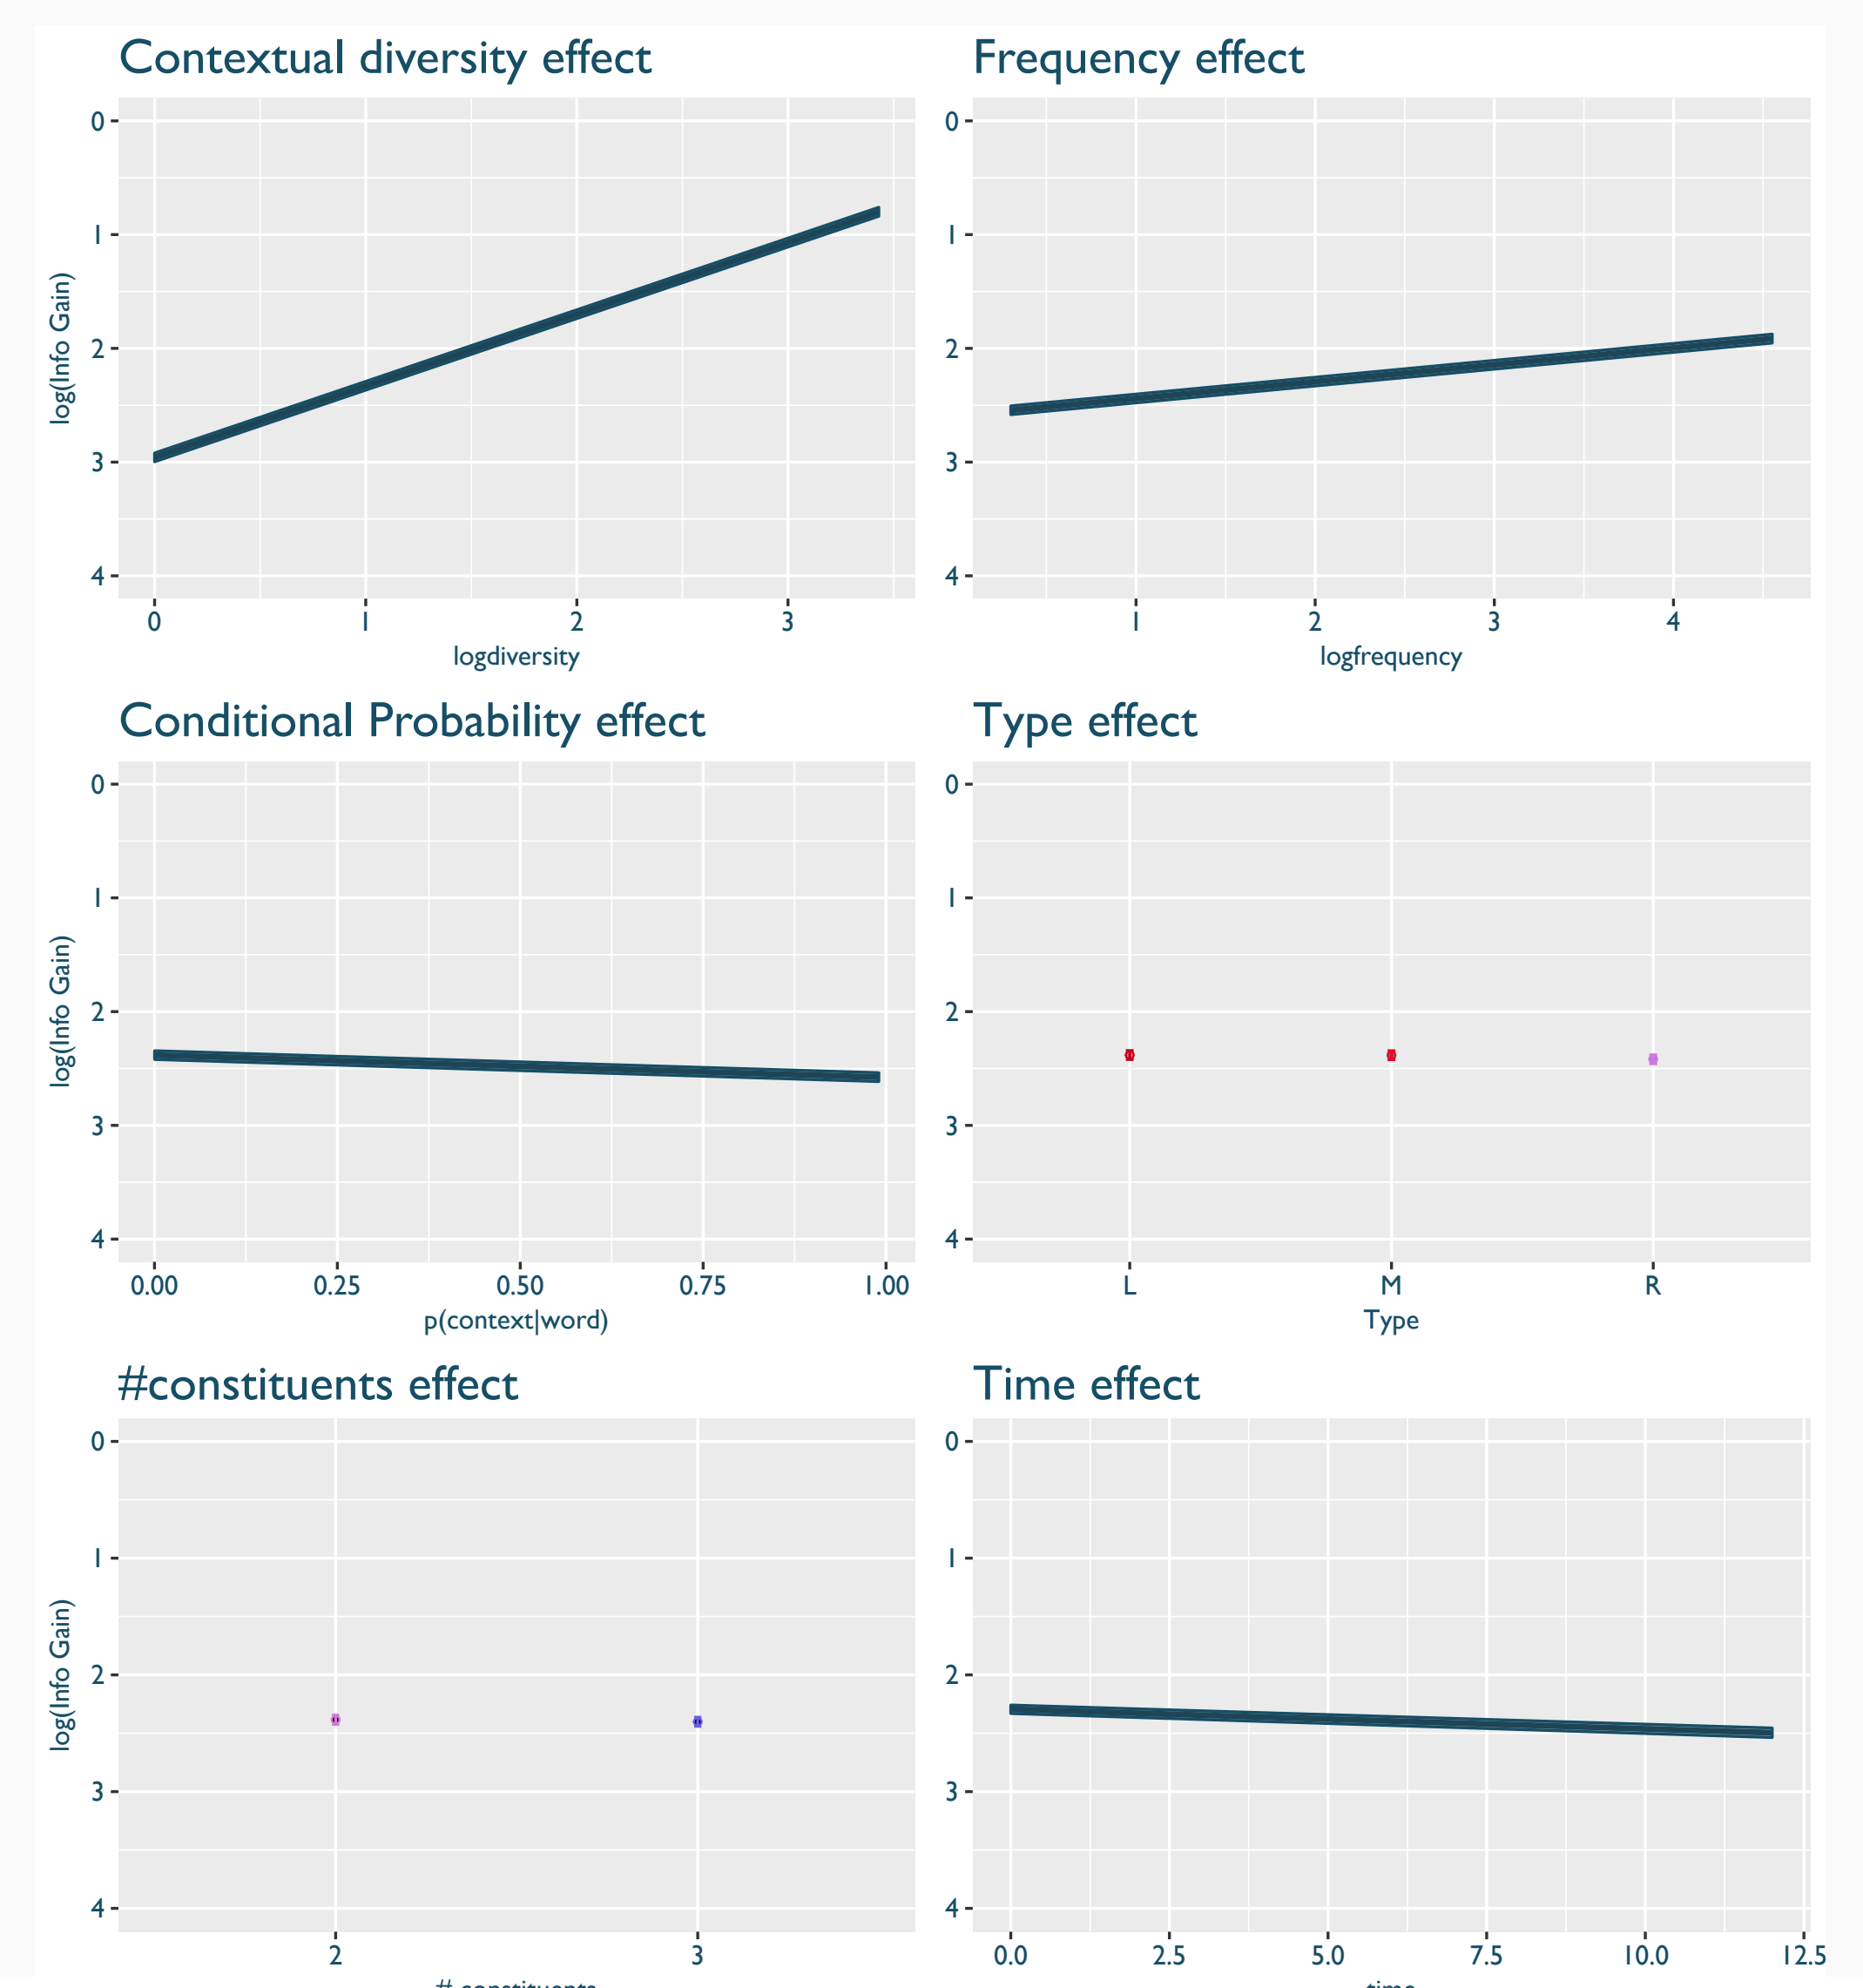 Contextual diversity effect
0
1
2
3
4
log(Info Gain)
0 1 2 3
logdiversity
Frequency effect
0
1
2
3
4
1 2 3 4
logfrequency
Conditional Probability effect
0
1
2
3
4
log(Info Gain)
0.00 0.25 0.50 0.75 1.00
p(context|word)
Type effect
0
1
2
3
4
L M R
Type
#constituents effect
0
1
2
3
4
log(Info Gain)
2 3
# constituents
Time effect
0
1
2
3
4
0.0 2.5 5.0 7.5 10.0 12.5
time